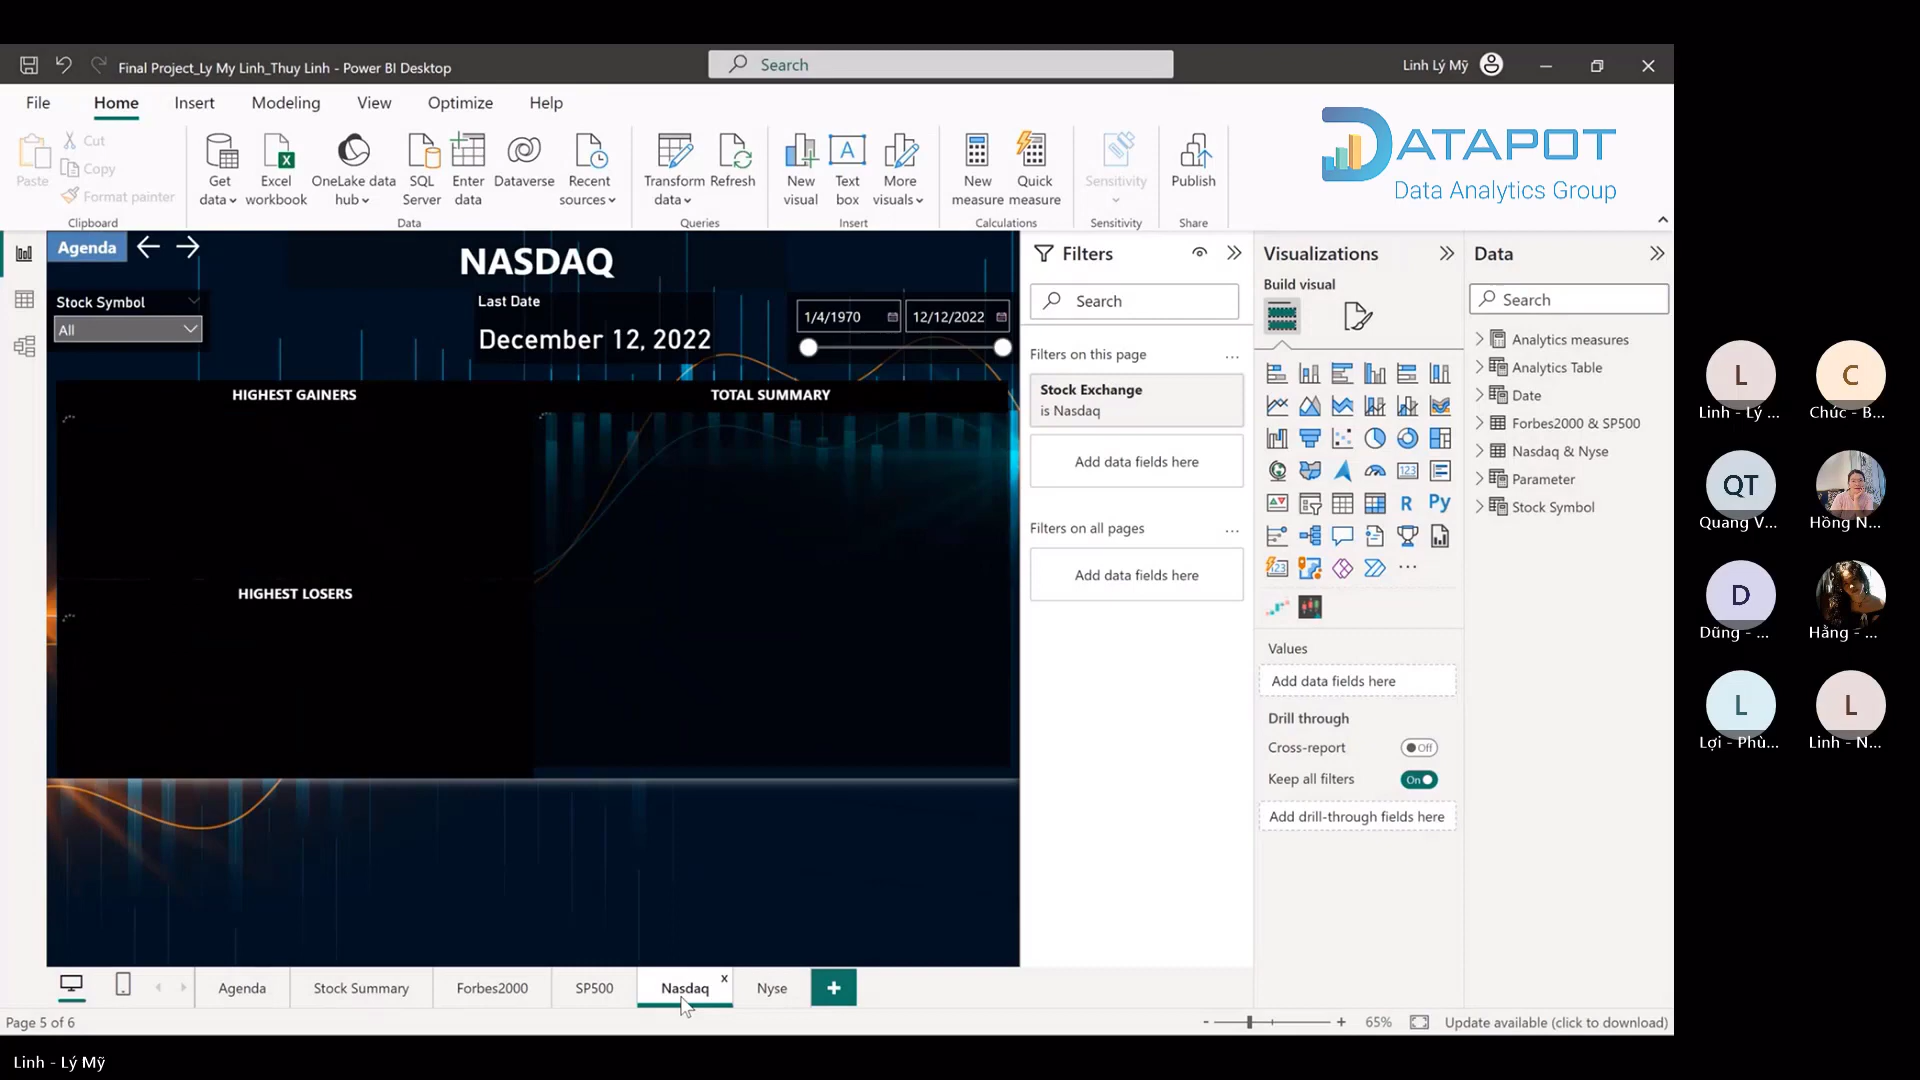 Final Project_Ly My Linh_Thuy Linh - Power BI Desktop
Search
Linh Lý Mỹ
File
Home
Insert
Modeling
View
Optimize
Help
Paste
Cut
Copy
Format painter
Clipboard
Get data
Excel workbook
OneLake data hub
SQL Server
Enter data
Dataverse
Recent sources
Data
Transform data
Refresh
Queries
New visual
Text box
More visuals
Insert
New measure
Quick measure
Calculations
Sensitivity
Sensitivity
Publish
Share
DATAPOT
Data Analytics Group
Agenda
NASDAQ
Stock Symbol
All
Last Date
December 12, 2022
1/4/1970
12/12/2022
HIGHEST GAINERS
TOTAL SUMMARY
HIGHEST LOSERS
Filters
Search
Filters on this page
...
Stock Exchange
is Nasdaq
Add data fields here
Filters on all pages
...
Add data fields here
Visualizations
Build visual
123
R
Py
123
...
Values
Add data fields here
Drill through
Cross-report
Off
Keep all filters
On
Add drill-through fields here
Data
Search
Analytics measures
Analytics Table
Date
Forbes2000 & SP500
Nasdaq & Nyse
Parameter
Stock Symbol
Agenda
Stock Summary
Forbes2000
SP500
Nasdaq
x
Nyse
+
Page 5 of 6
- + 65%
Update available (click to download)
L
Linh - Lý ...
C
Chúc - B...
QT
Quang V...
Hồng N...
D
Dũng - ...
Hằng - ...
L
Lợi - Phù...
L
Linh - N...
Linh - Lý Mỹ